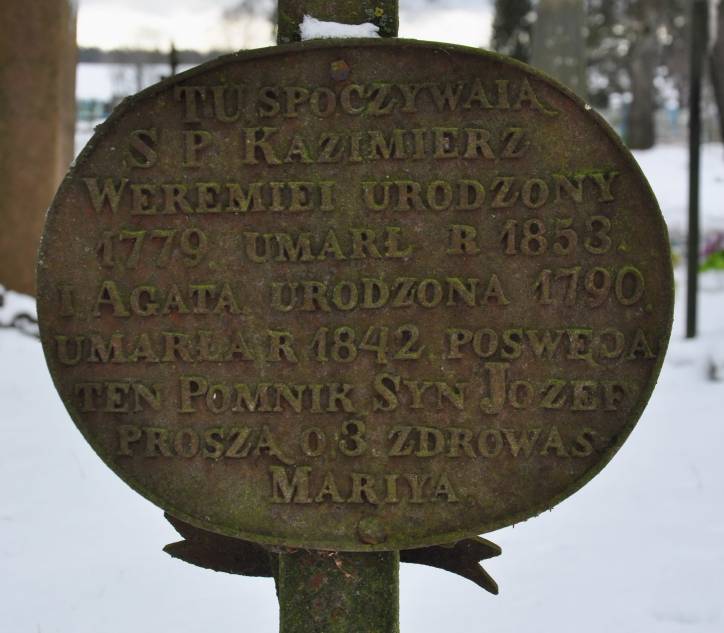 TU SPOCZYWAIĄ
S P KAZIMIERZ
WEREMIEI URODZONY
1779. UMARŁ R 1853.
I AGATA URODZONA 1790.
UMARŁA R 1842. POSWĘCA
TEN POMNIK SYN JOZEF
PROSZĄ O 3 ZDROWAS
MARIYA